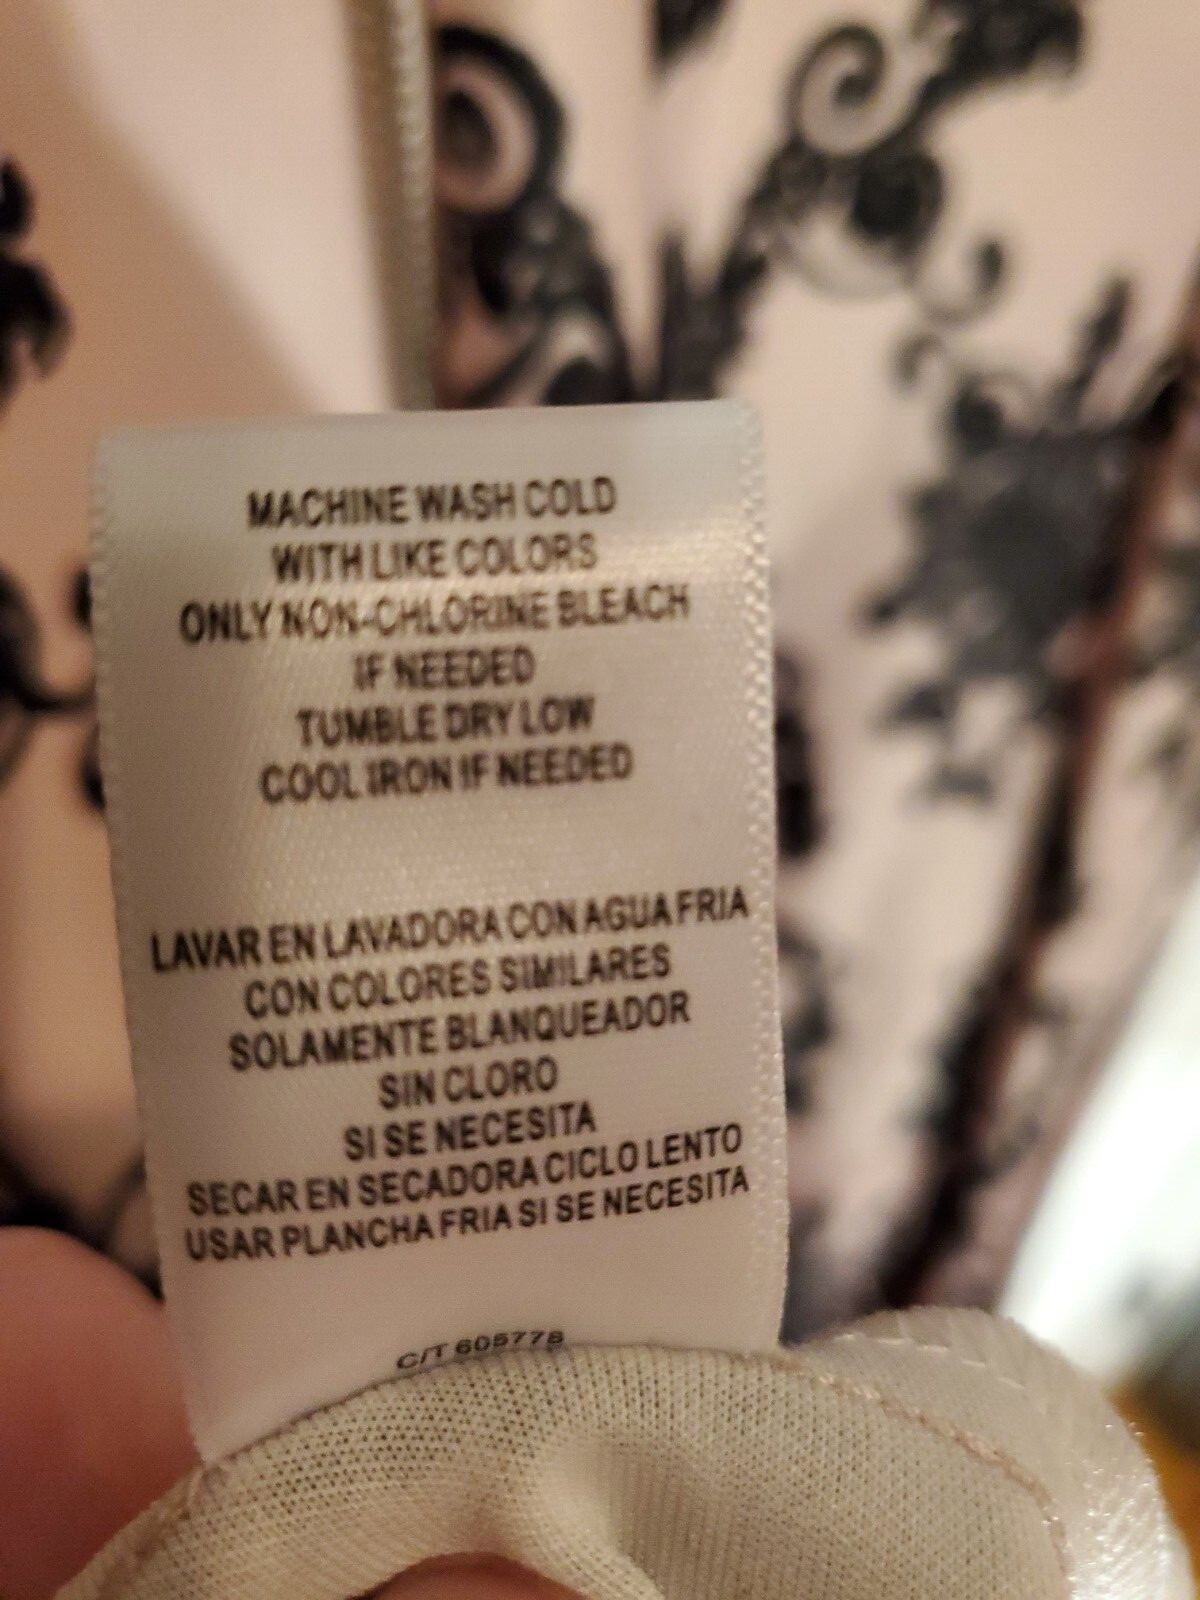 MACHINE WASH COLD
WITH LIKE COLORS
ONLY NON-CHLORINE BLEACH
IF NEEDED
TUMBLE DRY LOW
COOL IRON IF NEEDED
LAVAR EN LAVADORA CON AGUA FRIA
CON COLORES SIMILARES
SOLAMENTE BLANQUEADOR
SIN CLORO
SI SE NECESITA
SECAR EN SECADORA CICLO LENTO
USAR PLANCHA FRIA SI SE NECESITA
C/T